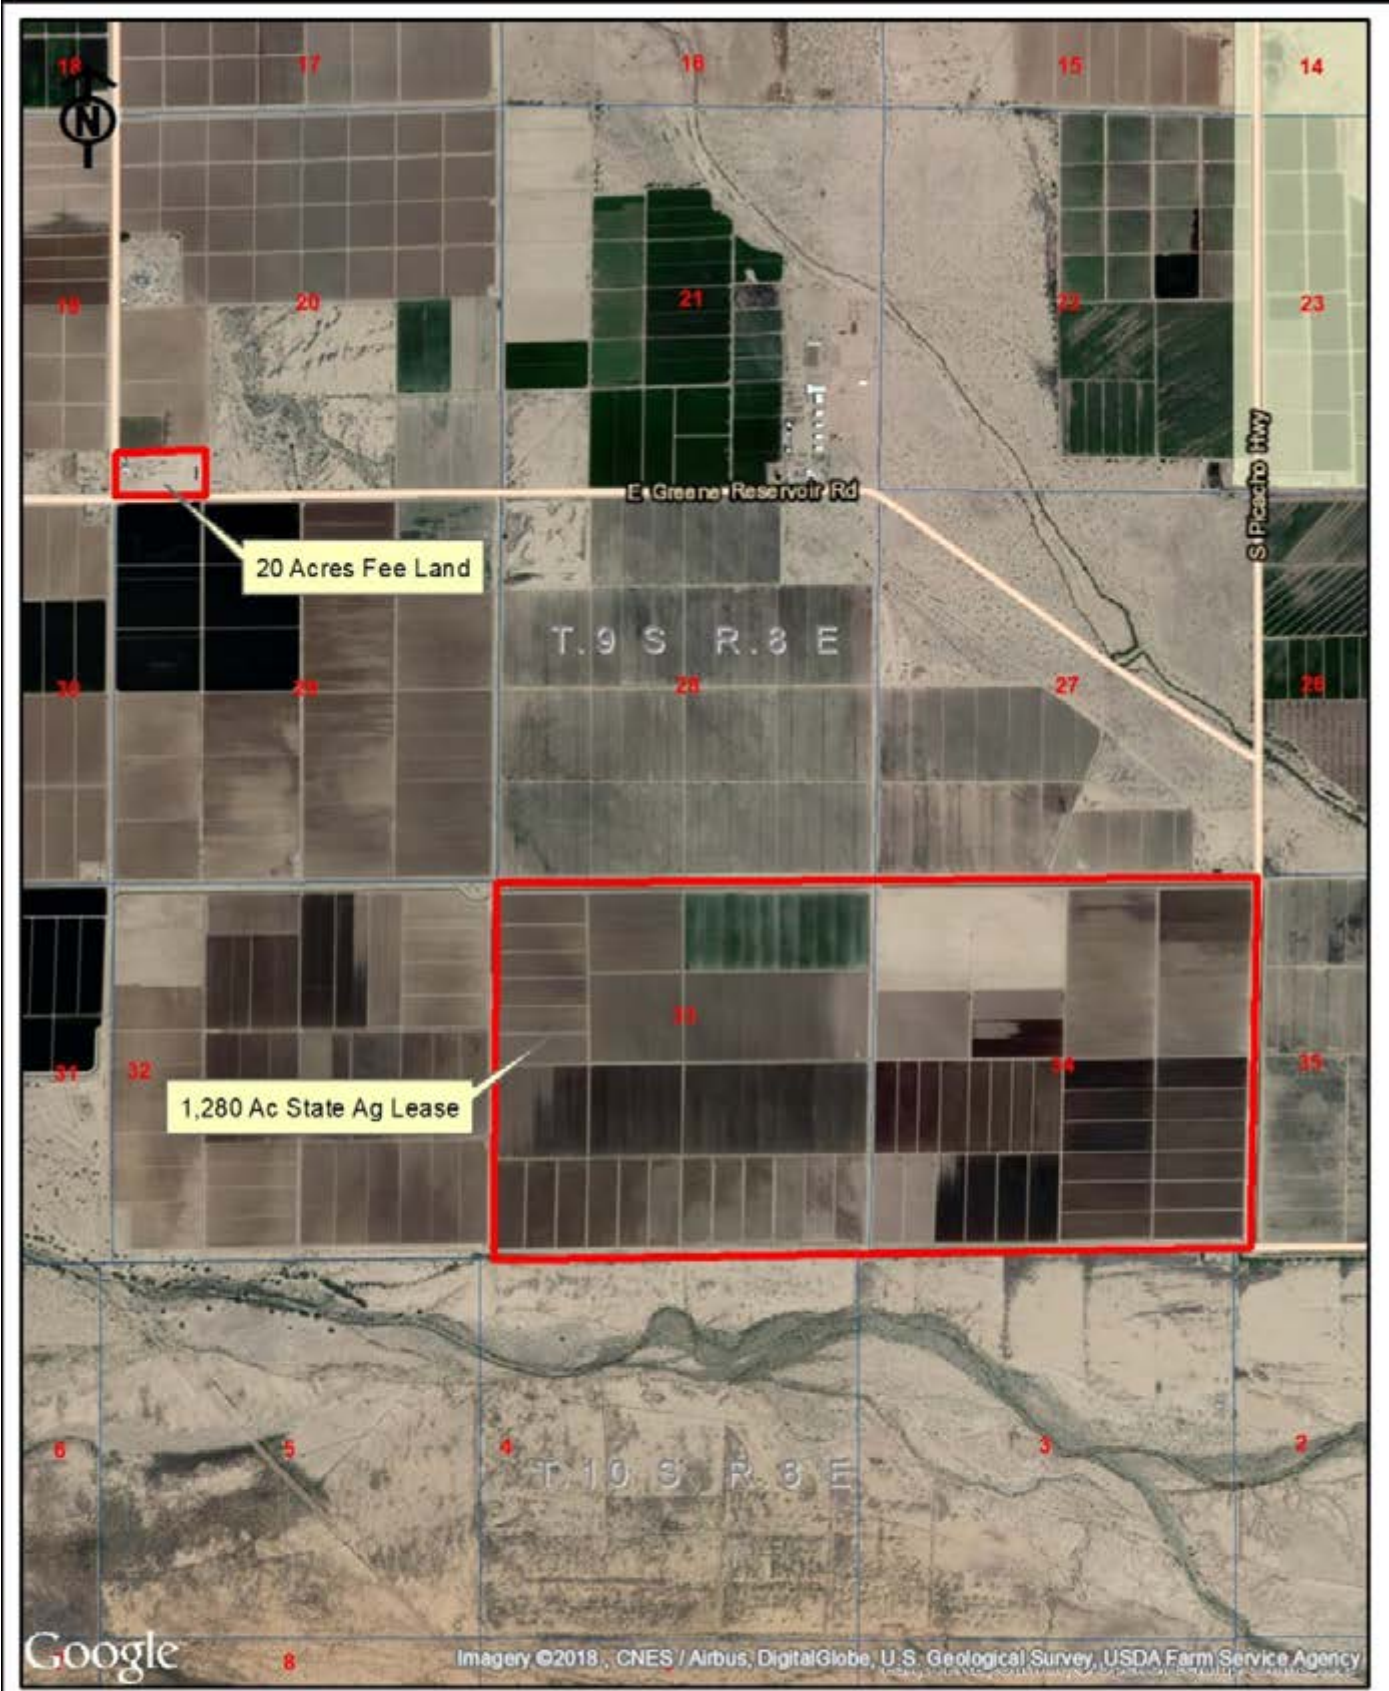 18 17 16 15 14
N
19 20 21 22 23
E Greene Reservoir Rd
S Picacho Hwy
20 Acres Fee Land
T.9 S R.8 E
30 29 28 27 26
33
31 32 34 35
1,280 Ac State Ag Lease
6 5 4 3 2
T.10 S R.8 E
Google
8
Imagery ©2018 , CNES / Airbus, DigitalGlobe, U.S. Geological Survey, USDA Farm Service Agency